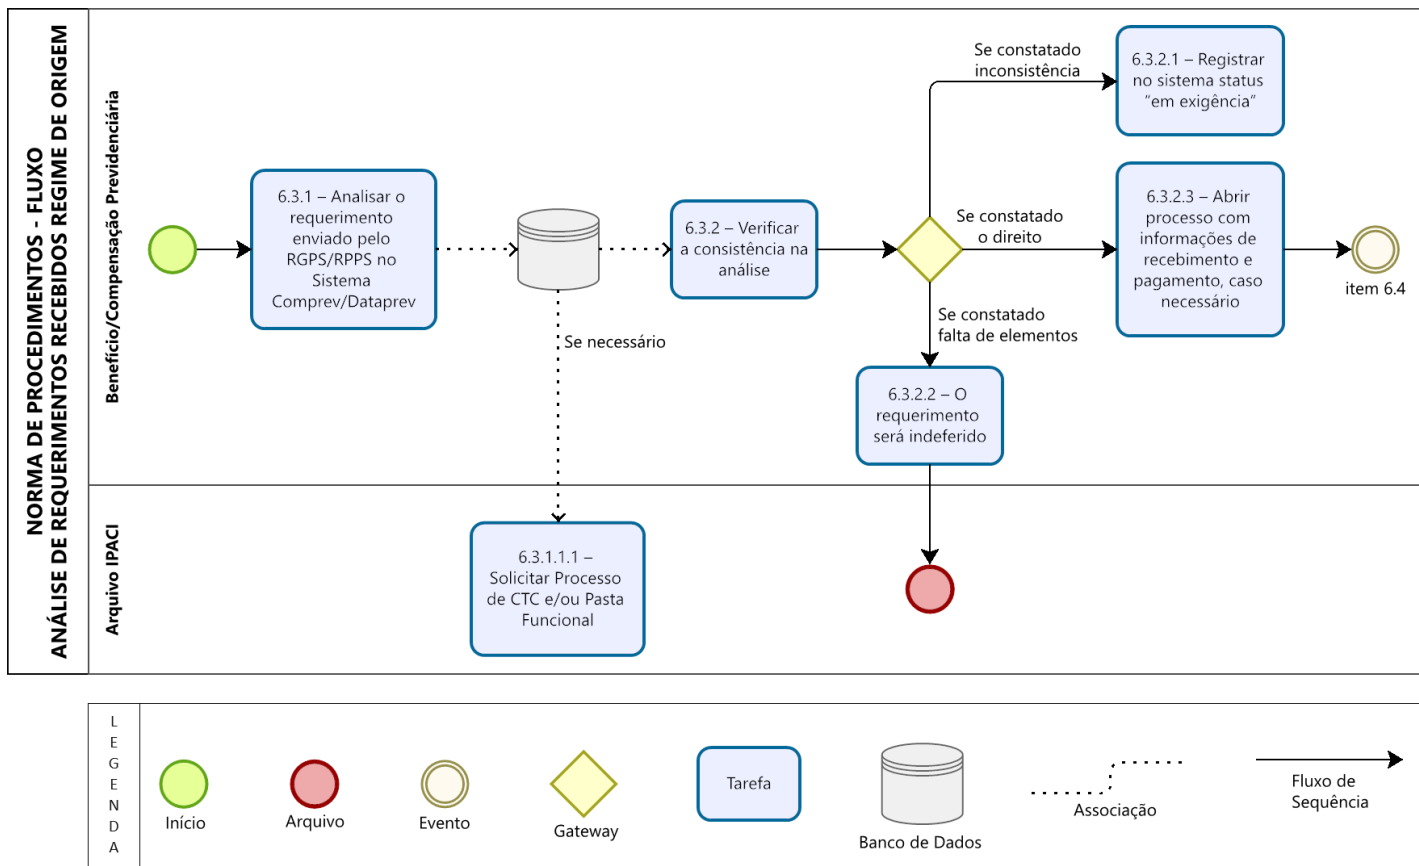 NORMA DE PROCEDIMENTOS - FLUXO
ANÁLISE DE REQUERIMENTOS RECEBIDOS REGIME DE ORIGEM
Benefício/Compensação Previdenciária
6.3.1 – Analisar o
requerimento
enviado pelo
RGPS/RPPS no
Sistema
Comprev/Dataprev
Se necessário
6.3.2 – Verificar
a consistência na
análise
Se constatado
inconsistência
6.3.2.1 – Registrar
no sistema status
“em exigência”
Se constatado
o direito
6.3.2.3 – Abrir
processo com
informações de
recebimento e
pagamento, caso
necessário
item 6.4
Se constatado
falta de elementos
6.3.2.2 – O
requerimento
será indeferido
Arquivo IPACI
6.3.1.1.1 –
Solicitar Processo
de CTC e/ou Pasta
Funcional
LEGENDA
Início
Arquivo
Evento
Gateway
Tarefa
Banco de Dados
Associação
Fluxo de
Sequência